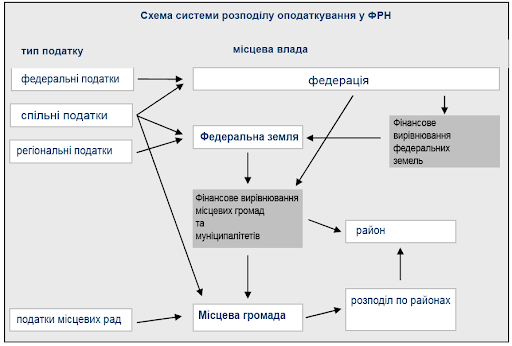 Схема системи розподілу оподаткування у ФРН
тип податку
місцева влада
федеральні податки
федерація
спільні податки
Федеральна земля
Фінансове
вирівнювання
федеральних
земель
регіональні податки
Фінансове вирівнювання
місцевих громад
та
муніципалітетів
район
податки місцевих рад
Місцева громада
розподіл по районах